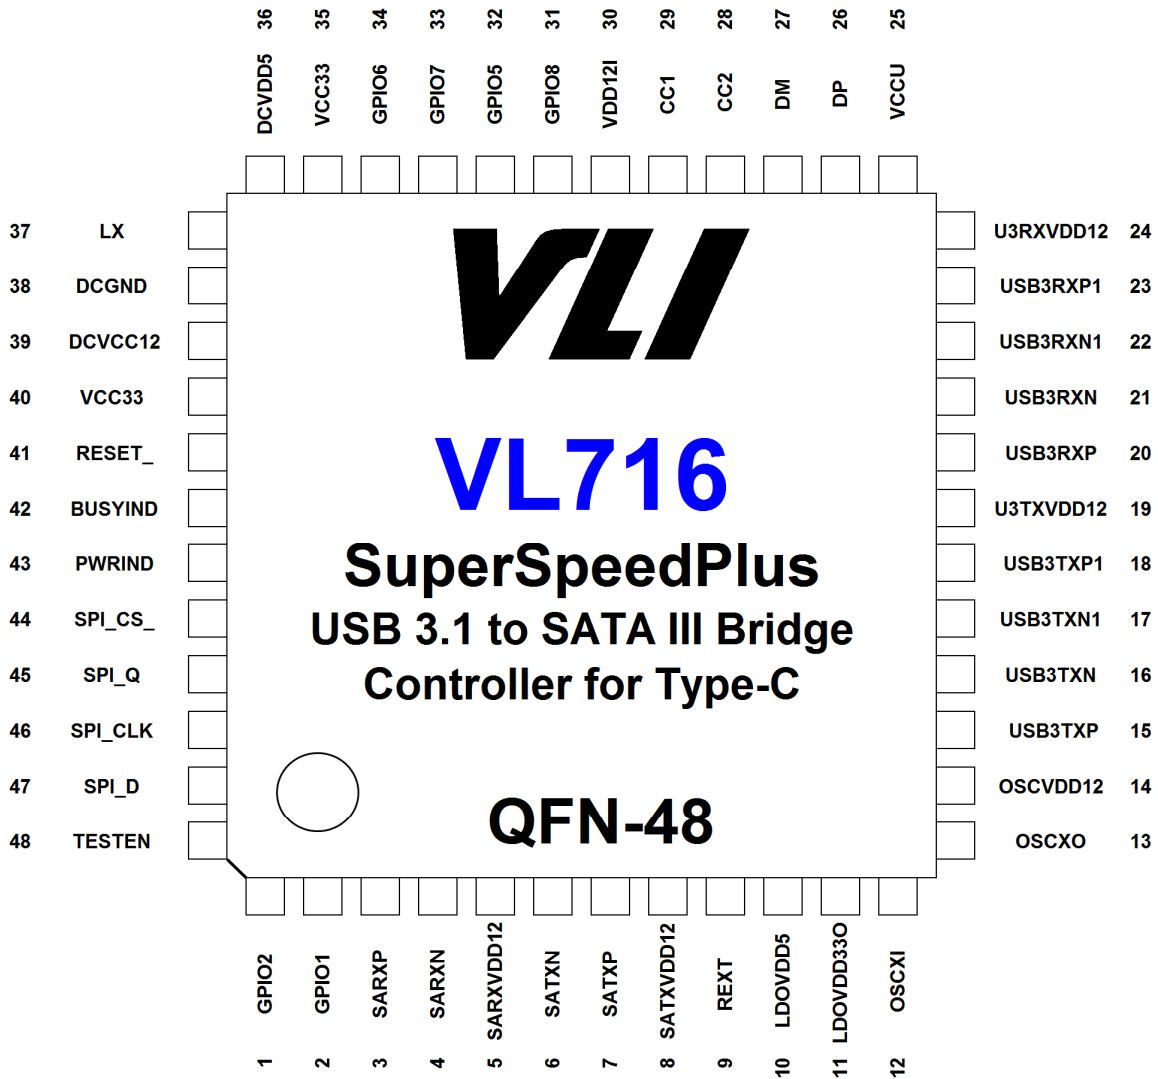 36 35 34 33 32 31 30 29 28 27 26 25
DCVDD5 VCC33 GPIO6 GPIO7 GPIO5 GPIO8 VDD12I CC1 CC2 DM DP VCCU
37 LX
38 DCGND
39 DCVCC12
40 VCC33
41 RESET_
42 BUSYIND
43 PWRIND
44 SPI_CS_
45 SPI_Q
46 SPI_CLK
47 SPI_D
48 TESTEN
VLI
VL716
SuperSpeedPlus
USB 3.1 to SATA III Bridge
Controller for Type-C
QFN-48
U3RXVDD12 24
USB3RXP1 23
USB3RXN1 22
USB3RXN 21
USB3RXP 20
U3TXVDD12 19
USB3TXP1 18
USB3TXN1 17
USB3TXN 16
USB3TXP 15
OSCVDD12 14
OSCXO 13
GPIO2 GPIO1 SARXP SARXN SARXVDD12 SATXN SATXP SATXVDD12 REXT LDOVDD5 LDOVDD33O OSCXI
1 2 3 4 5 6 7 8 9 10 11 12